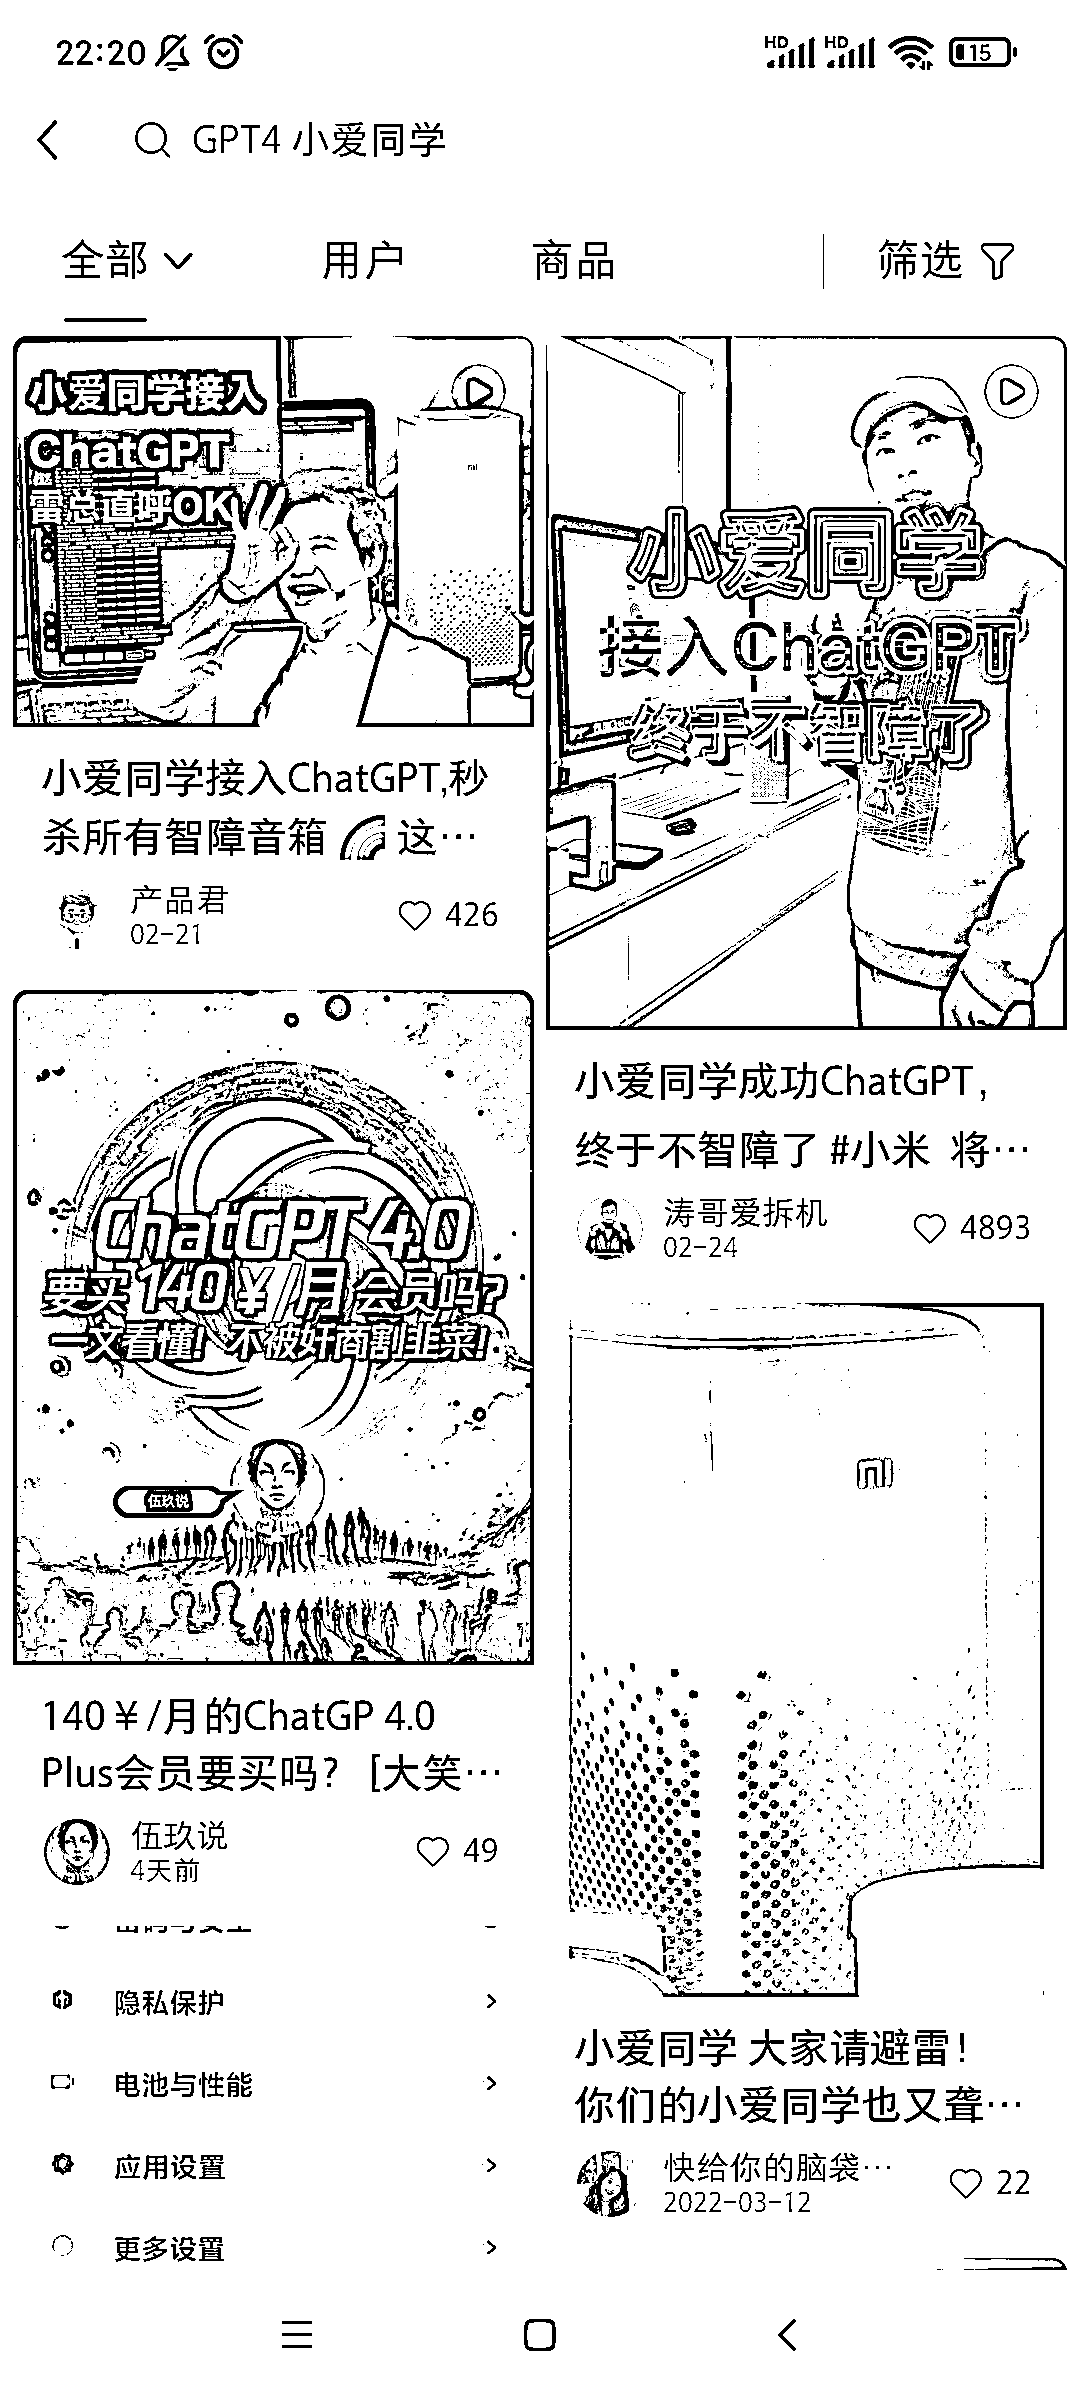 22:20
HD HD 15
GPT4 小爱同学
全部
用户
商品
筛选
小爱同学接入
ChatGPT
雷总直呼OK
小爱同学接入ChatGPT,秒
杀所有智障音箱 这…
产品君
02-21
426
小爱同学
接入ChatGPT
终于不智障了
小爱同学成功ChatGPT,
终于不智障了 #小米 将…
涛哥爱拆机
02-24
4893
ChatGPT 4.0
要买140¥/月会员吗?
一文看懂! 不被奸商割韭菜!
伍玖说
140¥/月的ChatGP 4.0
Plus会员要买吗? [大笑…
伍玖说
4天前
49
隐私保护
电池与性能
应用设置
更多设置
小爱同学 大家请避雷!
你们的小爱同学也又聋…
快给你的脑袋…
2022-03-12
22